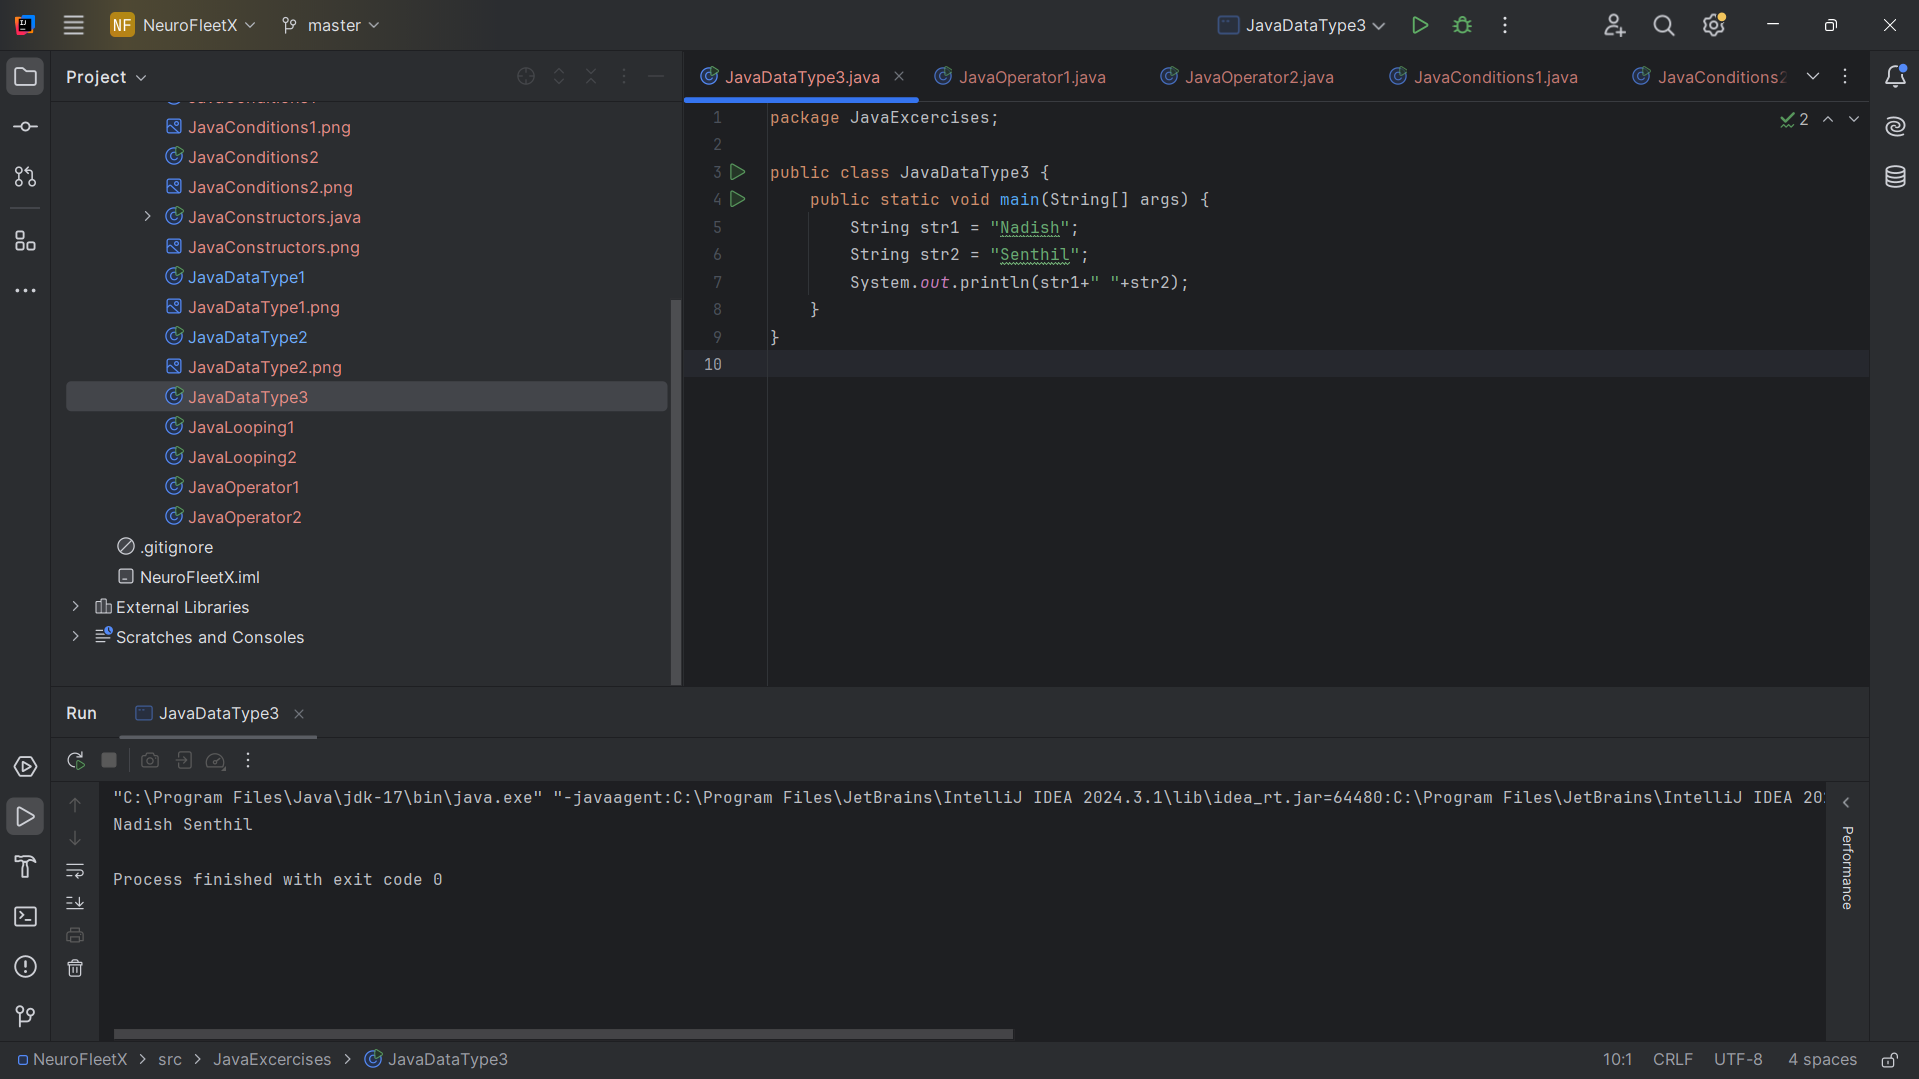 NF NeuroFleetX master JavaDataType3
Project
JavaConditions1.png
JavaConditions2
JavaConditions2.png
JavaConstructors.java
JavaConstructors.png
JavaDataType1
JavaDataType1.png
JavaDataType2
JavaDataType2.png
JavaDataType3
JavaLooping1
JavaLooping2
JavaOperator1
JavaOperator2
.gitignore
NeuroFleetX.iml
External Libraries
Scratches and Consoles
JavaDataType3.java JavaOperator1.java JavaOperator2.java JavaConditions1.java JavaConditions2
2
1 package JavaExcercises;
2
3 public class JavaDataType3 {
4 public static void main(String[] args) {
5 String str1 = "Nadish";
6 String str2 = "Senthil";
7 System.out.println(str1+" "+str2);
8 }
9 }
10
Run JavaDataType3
"C:\Program Files\Java\jdk-17\bin\java.exe" "-javaagent:C:\Program Files\JetBrains\IntelliJ IDEA 2024.3.1\lib\idea_rt.jar=64480:C:\Program Files\JetBrains\IntelliJ IDEA
Nadish Senthil
Process finished with exit code 0
Performance
NeuroFleetX > src > JavaExcercises > JavaDataType3
10:1 CRLF UTF-8 4 spaces